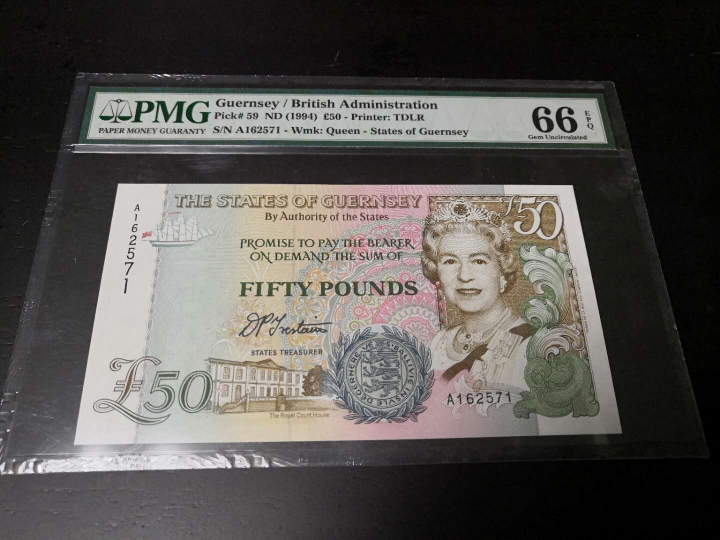 PMG
PAPER MONEY GUARANTY
Guernsey / British Administration
Pick# 59 ND (1994) £50 - Printer: TDLR
S/N A162571 - Wmk: Queen - States of Guernsey
66 EPQ
Gem Uncirculated
A162571
THE STATES OF GUERNSEY
By Authority of the States
£50
PROMISE TO PAY THE BEARER
ON DEMAND THE SUM OF
FIFTY POUNDS
STATES TREASURER
£50
The Royal Court House
A162571